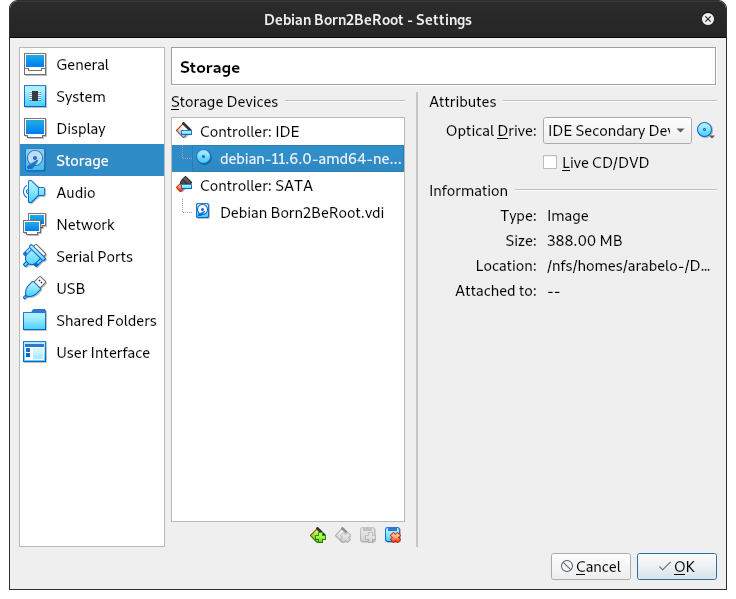 Debian Born2BeRoot - Settings
General
System
Display
Storage
Audio
Network
Serial Ports
USB
Shared Folders
User Interface
Storage
Storage Devices
Controller: IDE
debian-11.6.0-amd64-ne...
Controller: SATA
Debian Born2BeRoot.vdi
Attributes
Optical Drive: IDE Secondary Dev
Live CD/DVD
Information
Type: Image
Size: 388.00 MB
Location: /nfs/homes/arabelo-/D...
Attached to: --
Cancel
OK